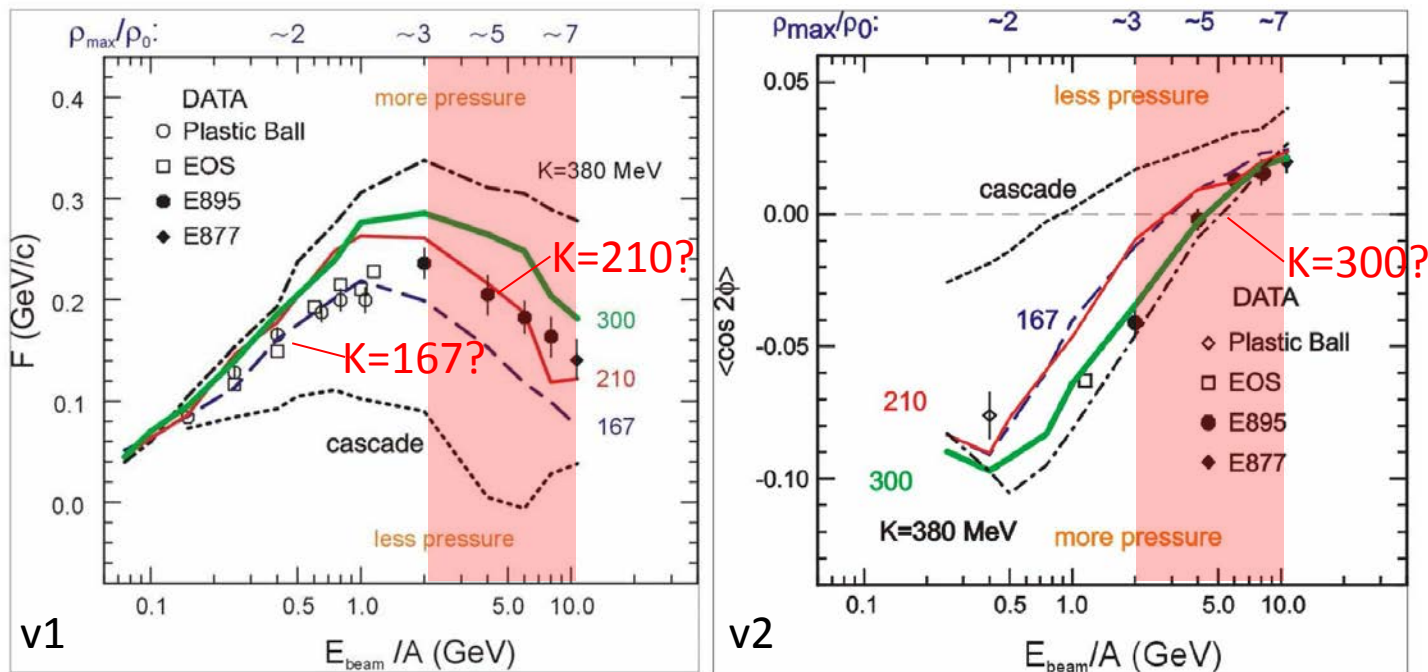 ρmax/ρ0: ~2 ~3 ~5 ~7
0.4
0.3
0.2
0.1
0.0
F (GeV/c)
DATA
Plastic Ball
EOS
E895
E877
more pressure
K=380 MeV
K=210?
300
K=167?
210
167
cascade
less pressure
0.1 0.5 1.0 5.0 10.0
v1
Ebeam/A (GeV)
ρmax/ρ0: ~2 ~3 ~5 ~7
0.05
0.00
-0.05
-0.10
<cos 2ϕ>
less pressure
cascade
K=300?
167
DATA
Plastic Ball
EOS
E895
E877
210
300
K=380 MeV
more pressure
0.1 0.5 1.0 5.0 10.0
v2
Ebeam/A (GeV)